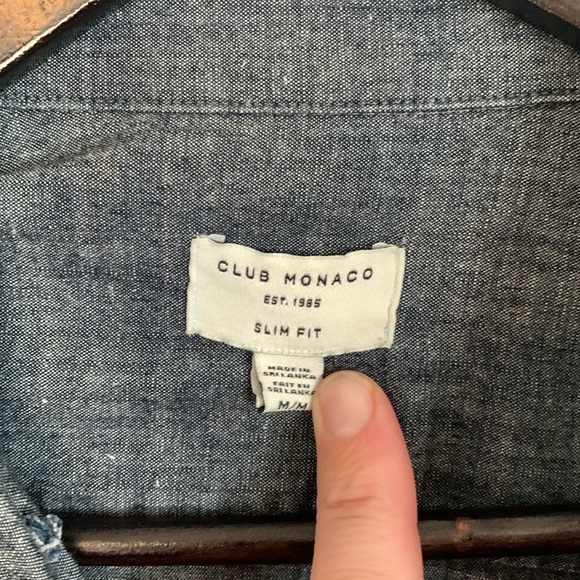 CLUB MONACO
EST. 1985
SLIM FIT
MADE IN
SRI LANKA
FAIT EN
SRI LANKA
M/M